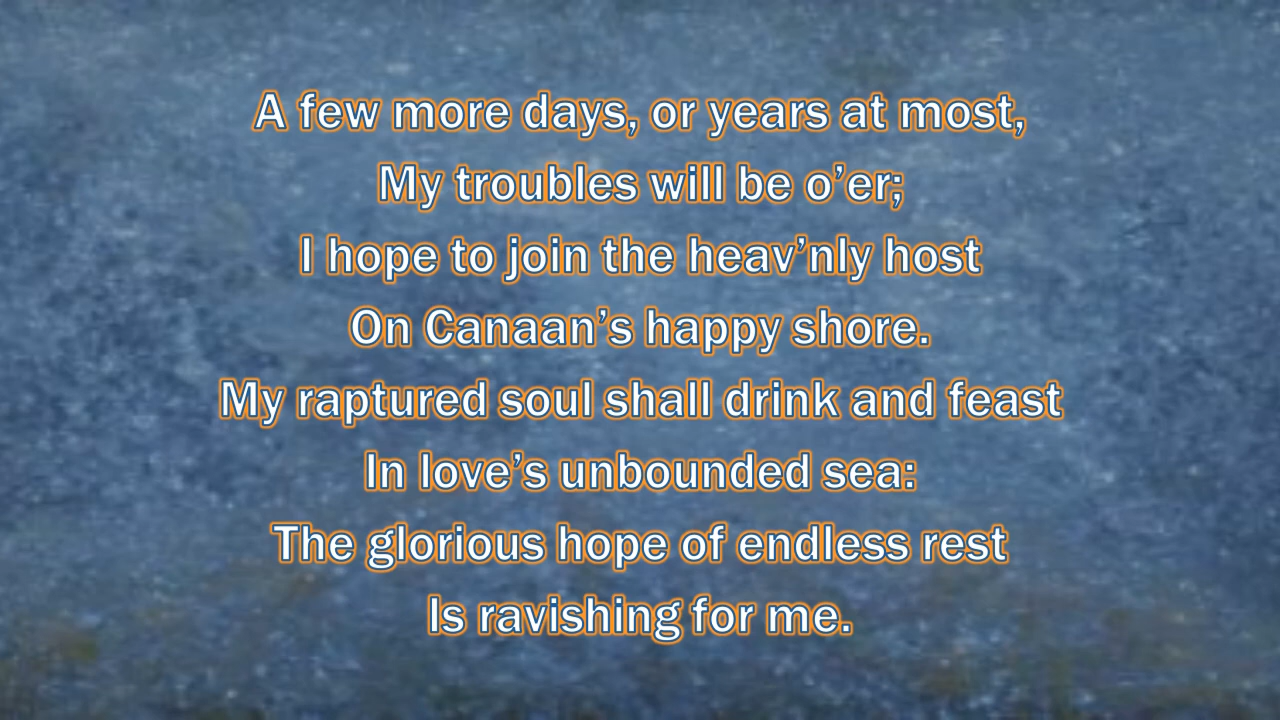 A few more days, or years at most,
My troubles will be o’er;
I hope to join the heav’nly host
On Canaan’s happy shore.
My raptured soul shall drink and feast
In love’s unbounded sea:
The glorious hope of endless rest
Is ravishing for me.